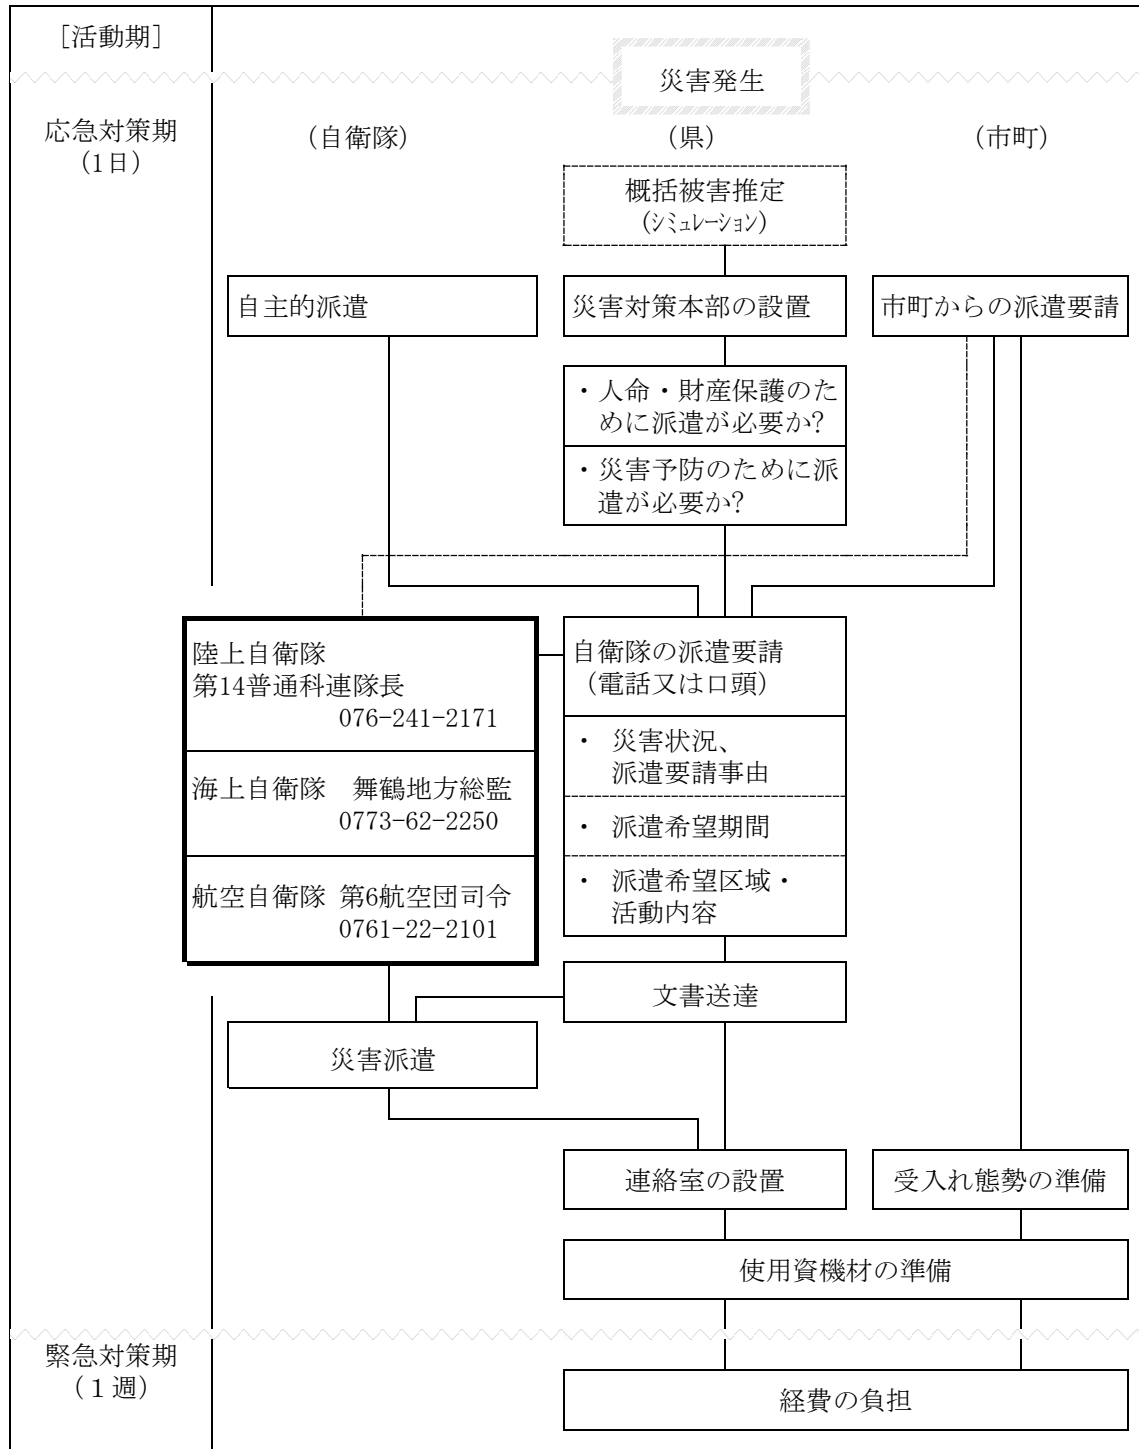 ［活動期］
災害発生
応急対策期
（1日）
（自衛隊）
（県）
（市町）
概括被害推定
（ｼﾐｭﾚｰｼｮﾝ）
自主的派遣
災害対策本部の設置
市町からの派遣要請
・人命・財産保護のた
めに派遣が必要か?
・災害予防のために派
遣が必要か?
陸上自衛隊
第14普通科連隊長
076-241-2171
海上自衛隊　舞鶴地方総監
0773-62-2250
航空自衛隊 第6航空団司令
0761-22-2101
自衛隊の派遣要請
（電話又は口頭）
・ 災害状況、
派遣要請事由
・ 派遣希望期間
・ 派遣希望区域・
活動内容
文書送達
災害派遣
連絡室の設置
受入れ態勢の準備
使用資機材の準備
緊急対策期
（１週）
経費の負担